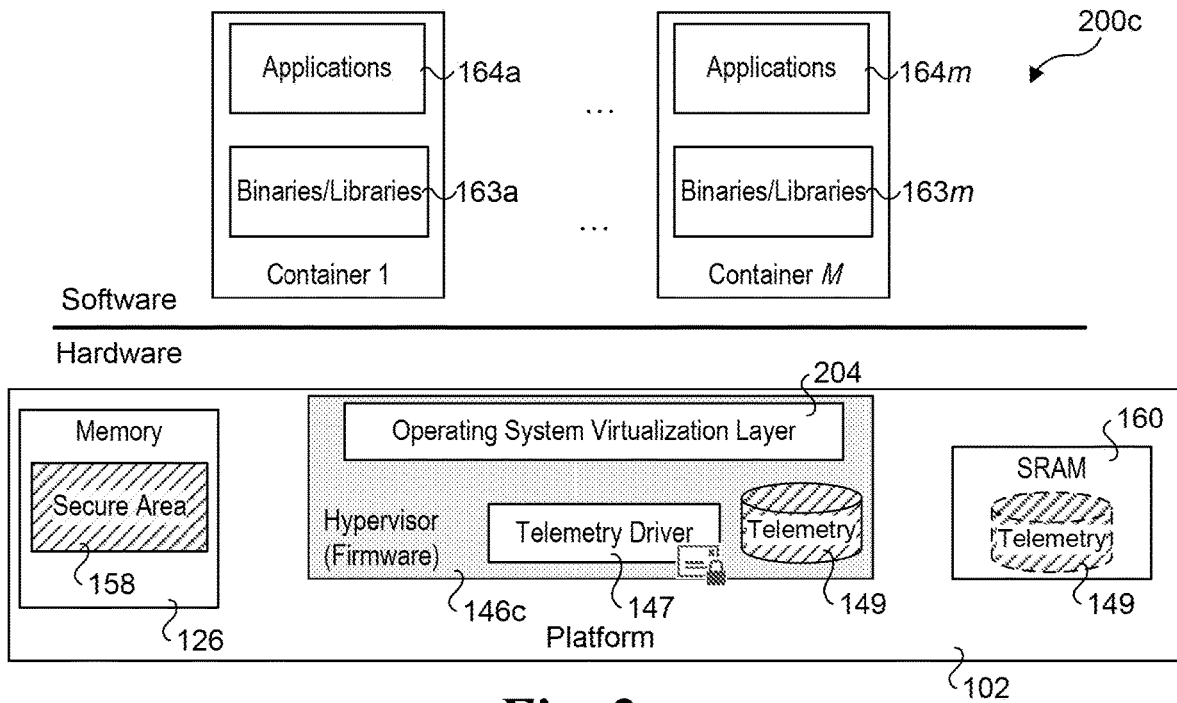 200c
Applications 164a Applications 164m
...
Binaries/Libraries 163a Binaries/Libraries 163m
...
Container 1 Container M
Software
Hardware
204
Memory Operating System Virtualization Layer 160
SRAM
Secure Area Hypervisor Telemetry Driver Telemetry Telemetry
(Firmware)
158 146c 147 149 149
126 Platform
102